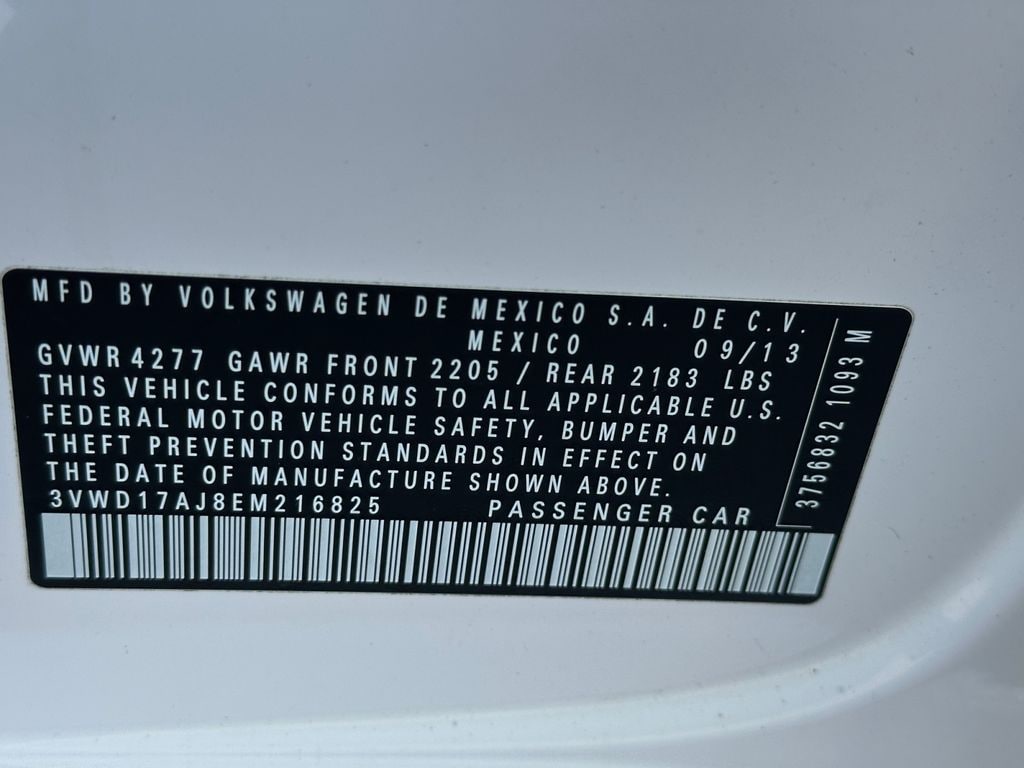 MFD BY VOLKSWAGEN DE MEXICO S.A. DE C.V.
MEXICO 09/13
GVWR 4277 GAWR FRONT 2205 / REAR 2183 LBS
THIS VEHICLE CONFORMS TO ALL APPLICABLE U.S.
FEDERAL MOTOR VEHICLE SAFETY, BUMPER AND
THEFT PREVENTION STANDARDS IN EFFECT ON
THE DATE OF MANUFACTURE SHOWN ABOVE.
3VWD17AJ8EM216825 PASSENGER CAR
3756832 1093 M